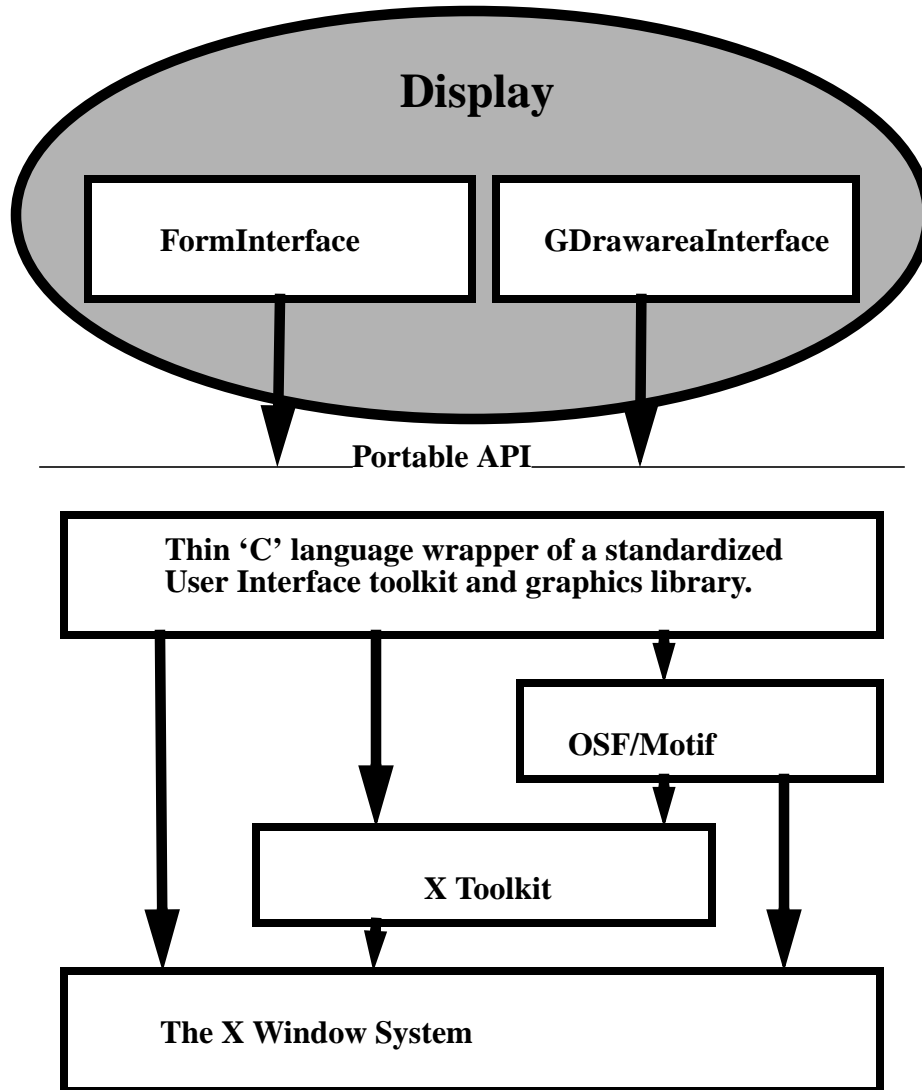 Display
FormInterface
GDrawareaInterface
Portable API
Thin ‘C’ language wrapper of a standardized
User Interface toolkit and graphics library.
OSF/Motif
X Toolkit
The X Window System